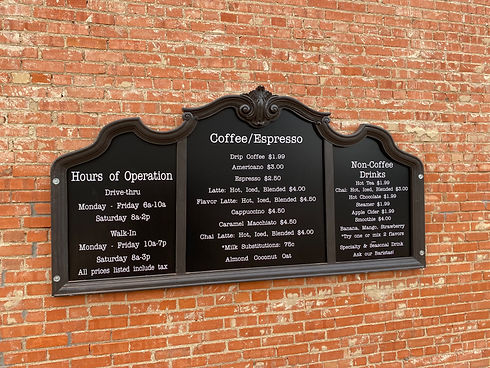 Hours of Operation
Drive-thru
Monday - Friday 6a-10a
Saturday 8a-2p
Walk-In
Monday - Friday 10a-7p
Saturday 8a-3p
All prices listed include tax
Coffee/Espresso
Drip Coffee $1.99
Americano $3.00
Espresso $2.50
Latte: Hot, Iced, Blended $4.00
Flavor Latte: Hot, Iced, Blended $4.50
Cappuccino $4.50
Caramel Macchiato $4.50
Chai Latte: Hot, Iced, Blended $4.00
*Milk Substitutions: 75¢
Almond Coconut Oat
Non-Coffee
Drinks
Hot Tea $1.99
Chai: Hot, Iced, Blended $3.00
Hot Chocolate $1.99
Steamer $1.99
Apple Cider $1.99
Smoothie $4.00
Banana, Mango, Strawberry
*Try one or mix 2 flavors
Specialty & Seasonal Drink
Ask our Baristas!